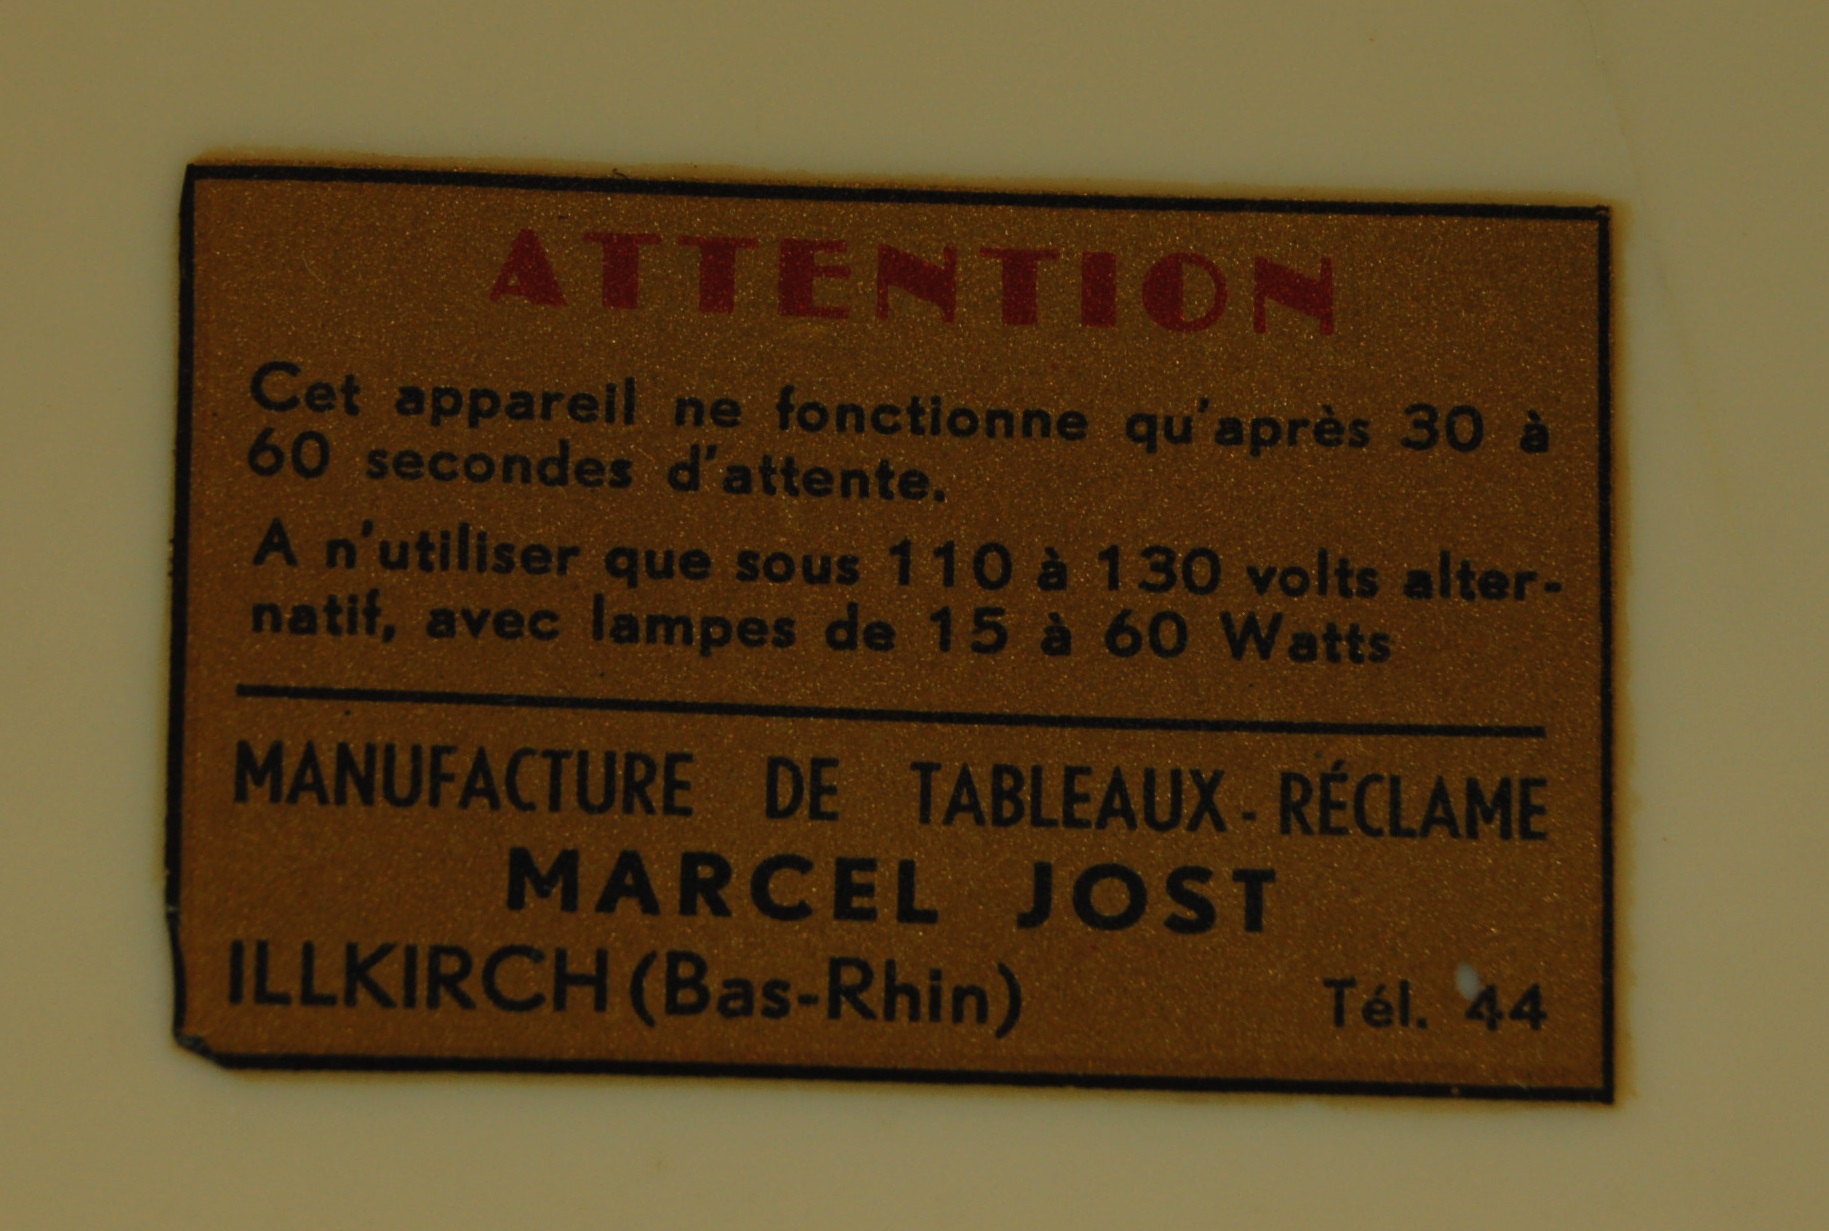 ATTENTION
Cet appareil ne fonctionne qu'après 30 à
60 secondes d'attente.
A n'utiliser que sous 110 à 130 volts alter-
natif, avec lampes de 15 à 60 Watts
MANUFACTURE DE TABLEAUX-RÉCLAME
MARCEL JOST
ILLKIRCH (Bas-Rhin) Tél. 44